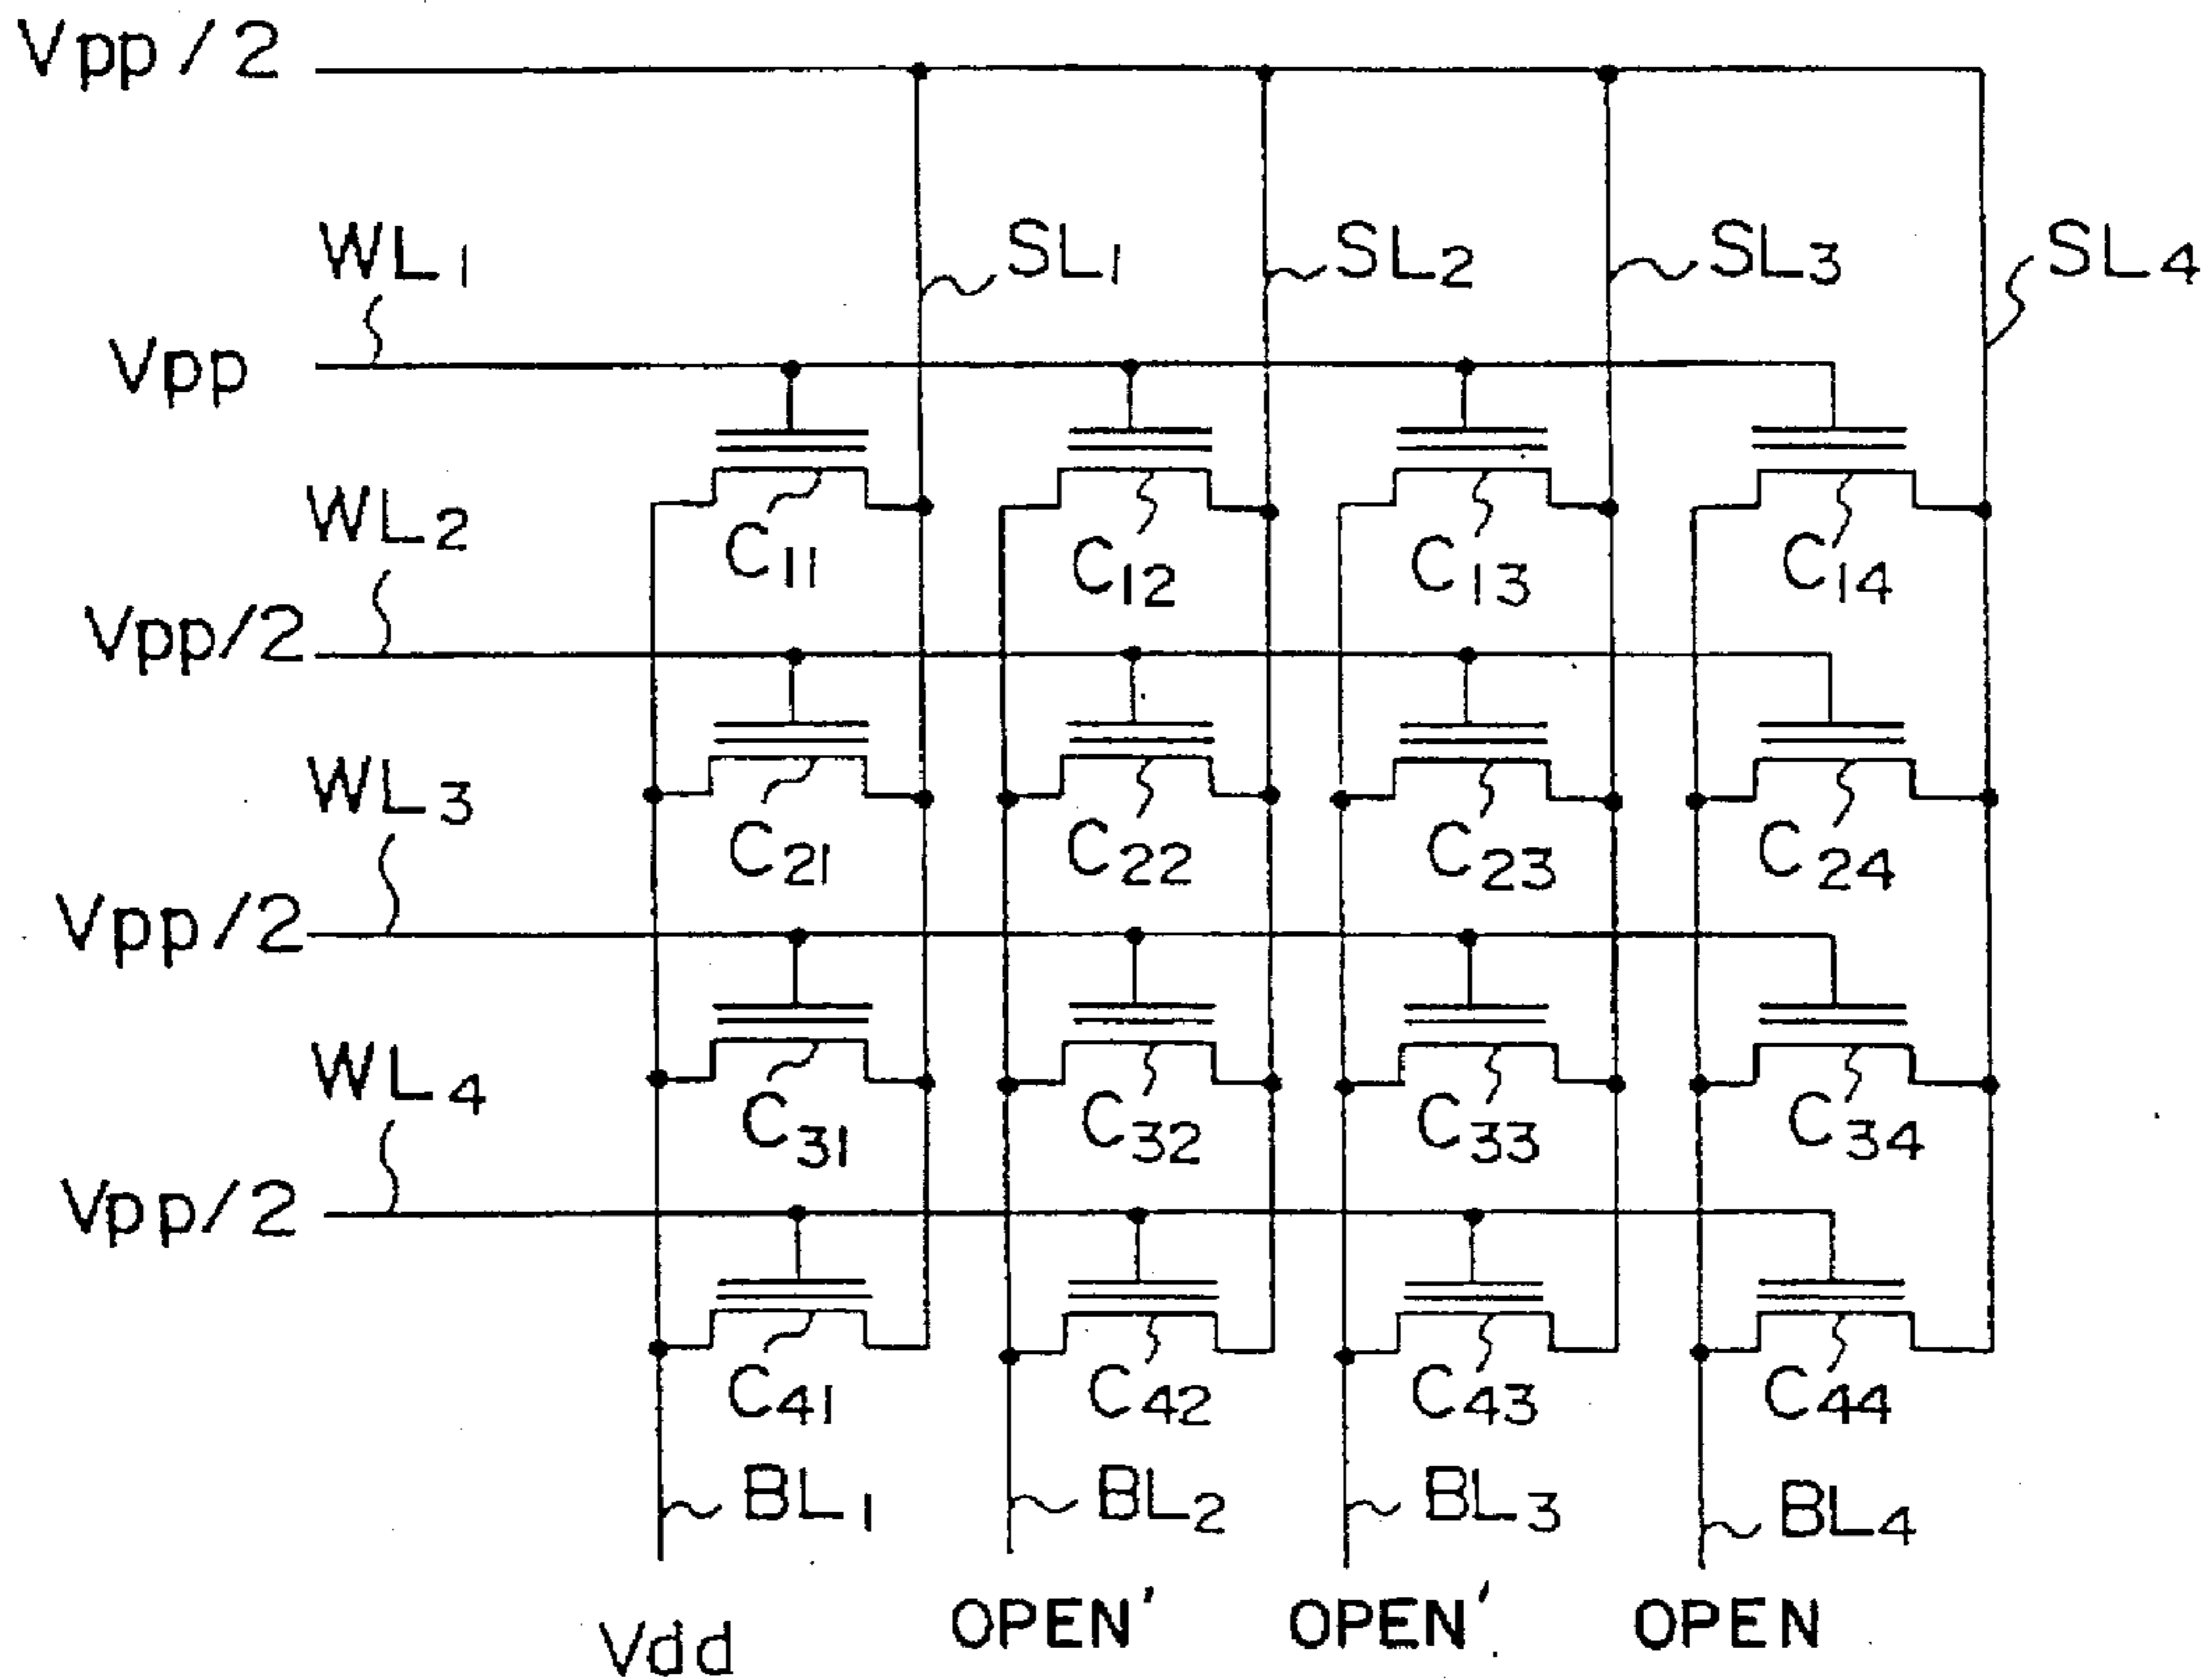 Vpp/2
WL1 SL1 SL2 SL3 SL4
Vpp
C11 C12 C13 C14
WL2
Vpp/2
C21 C22 C23 C24
WL3
Vpp/2
C31 C32 C33 C34
WL4
Vpp/2
C41 C42 C43 C44
BL1 BL2 BL3 BL4
Vdd OPEN' OPEN' OPEN